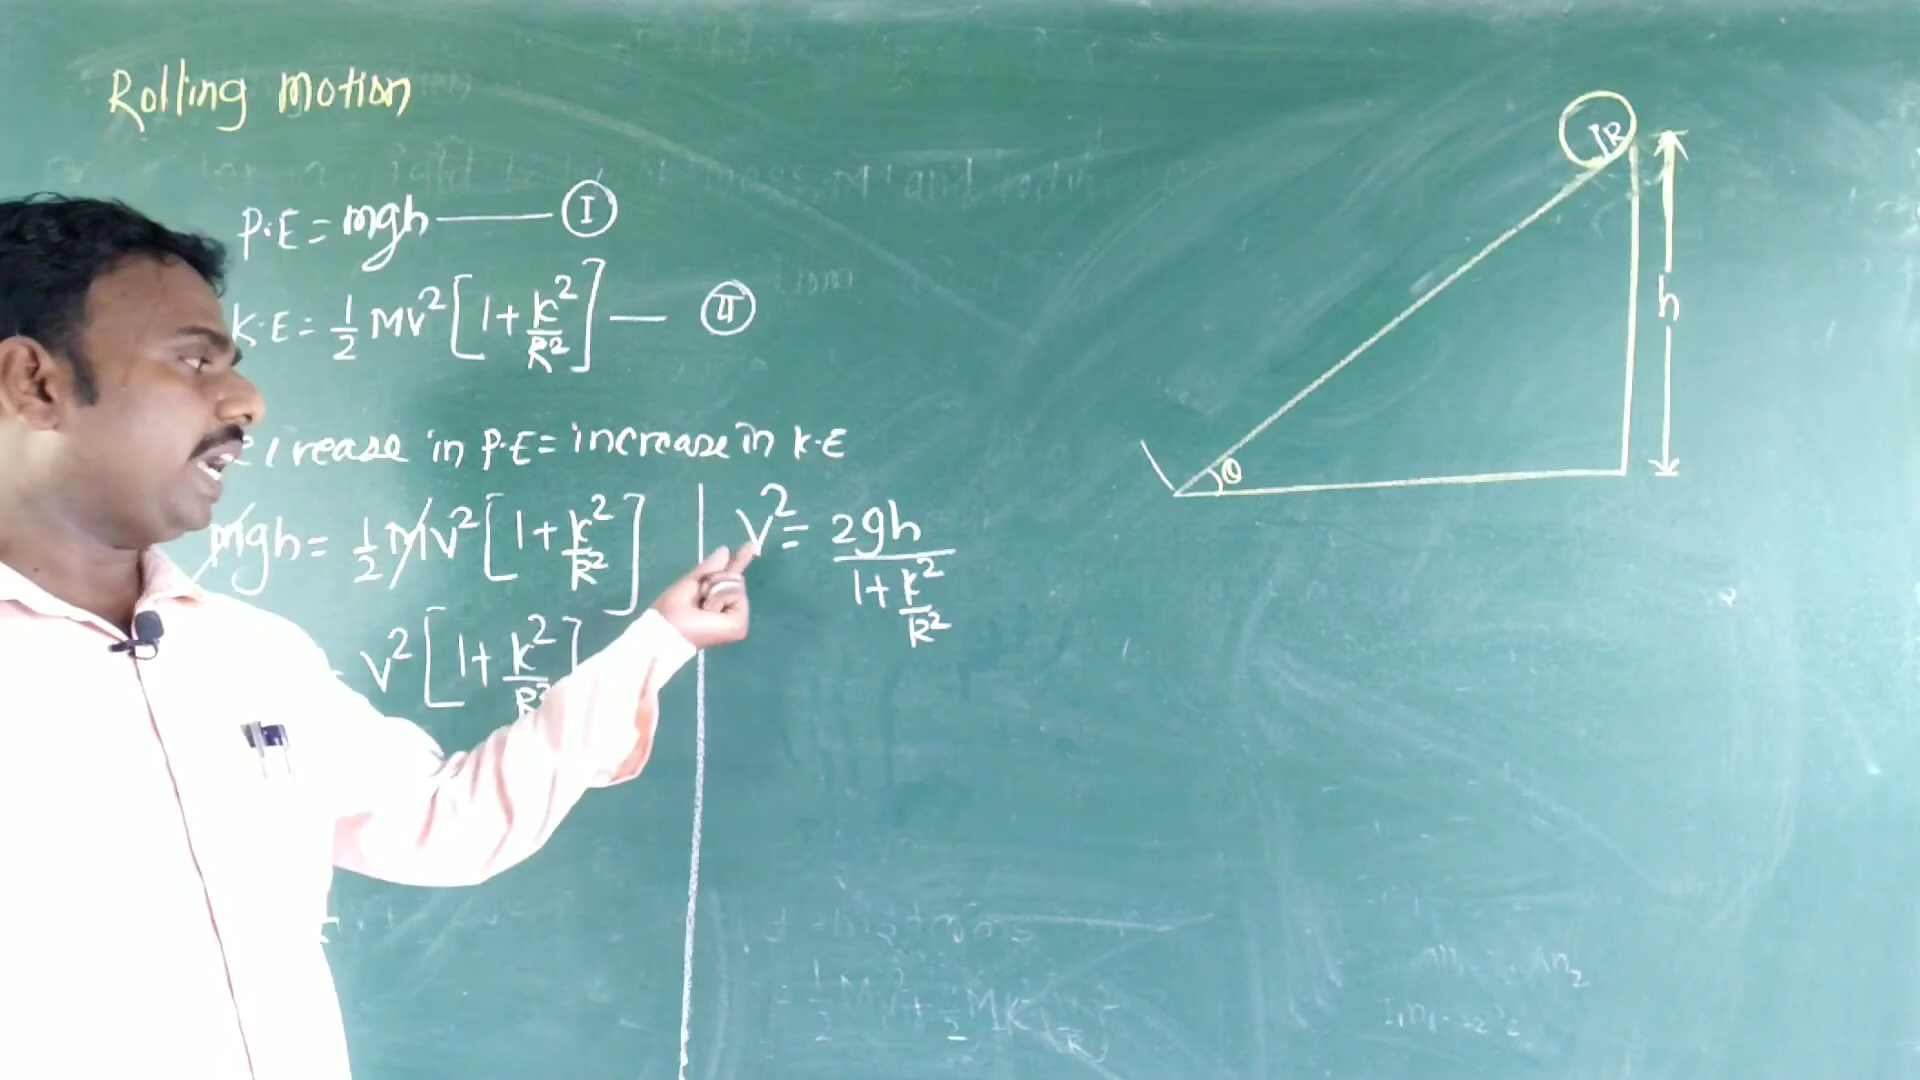 Rolling Motion
P.E = mgh —— (I)
K.E = 1/2 MV² [1 + K²/R²] — (II)
crease in P.E = increase in K.E
mgh = 1/2 MV² [1 + K²/R²]
V² [1 + K²/R²]
V² = 2gh / (1 + K²/R²)
R
h
θ